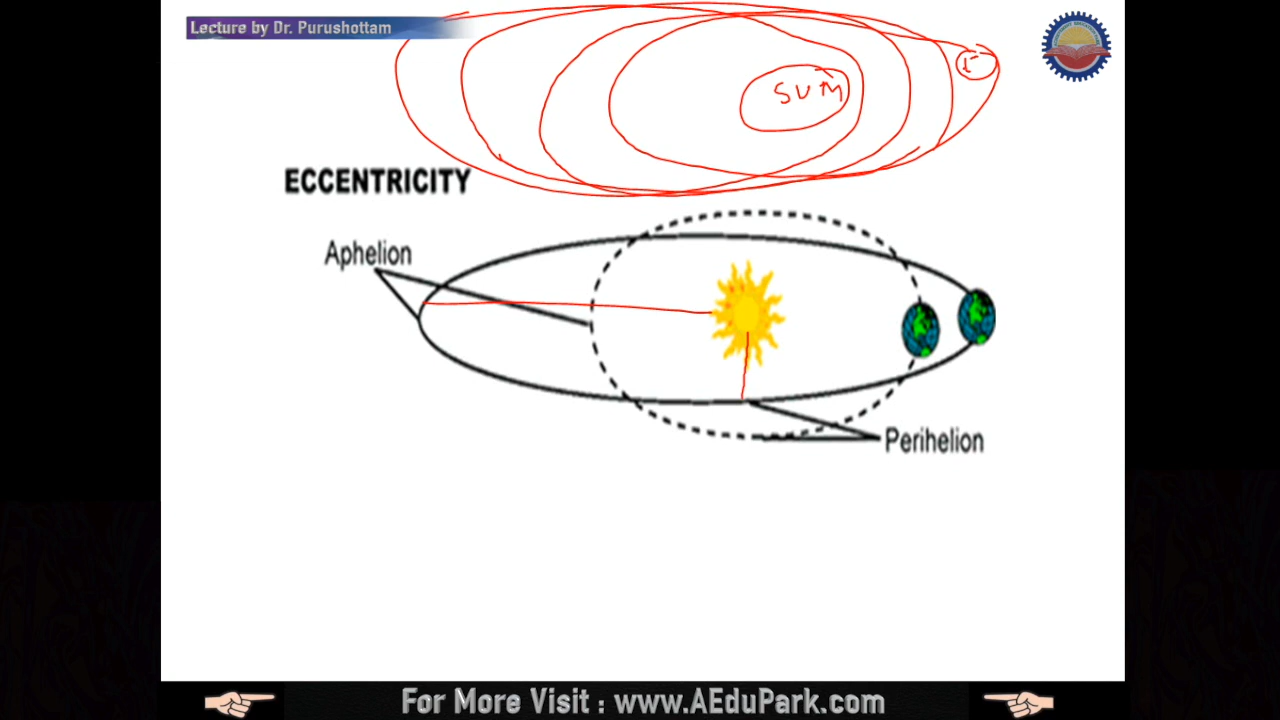 Lecture by Dr. Purushottam
SUM
E
ECCENTRICITY
Aphelion
Perihelion
For More Visit : www.AEduPark.com